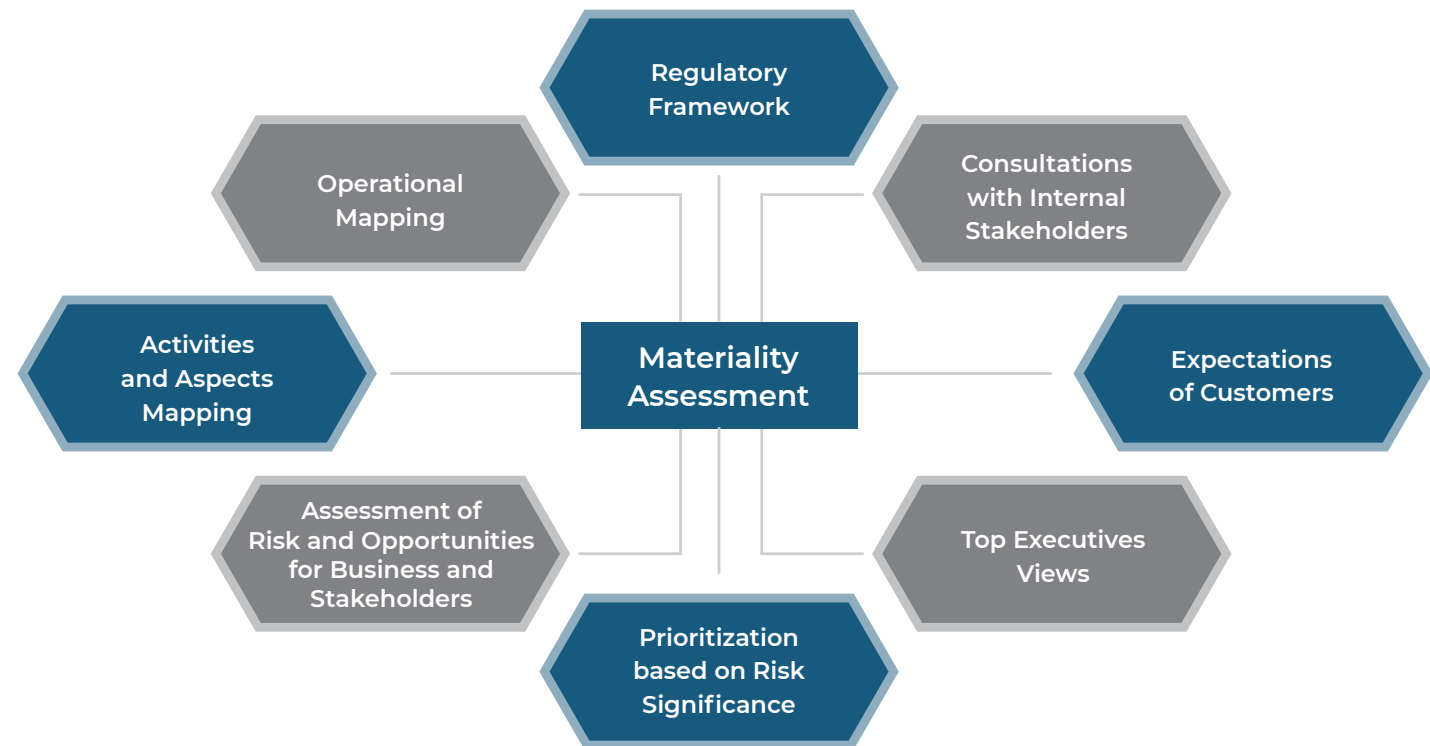 Regulatory
Framework
Operational
Mapping
Consultations
with Internal
Stakeholders
Activities
and Aspects
Mapping
Materiality
Assessment
Expectations
of Customers
Assessment of
Risk and Opportunities
for Business and
Stakeholders
Top Executives
Views
Prioritization
based on Risk
Significance